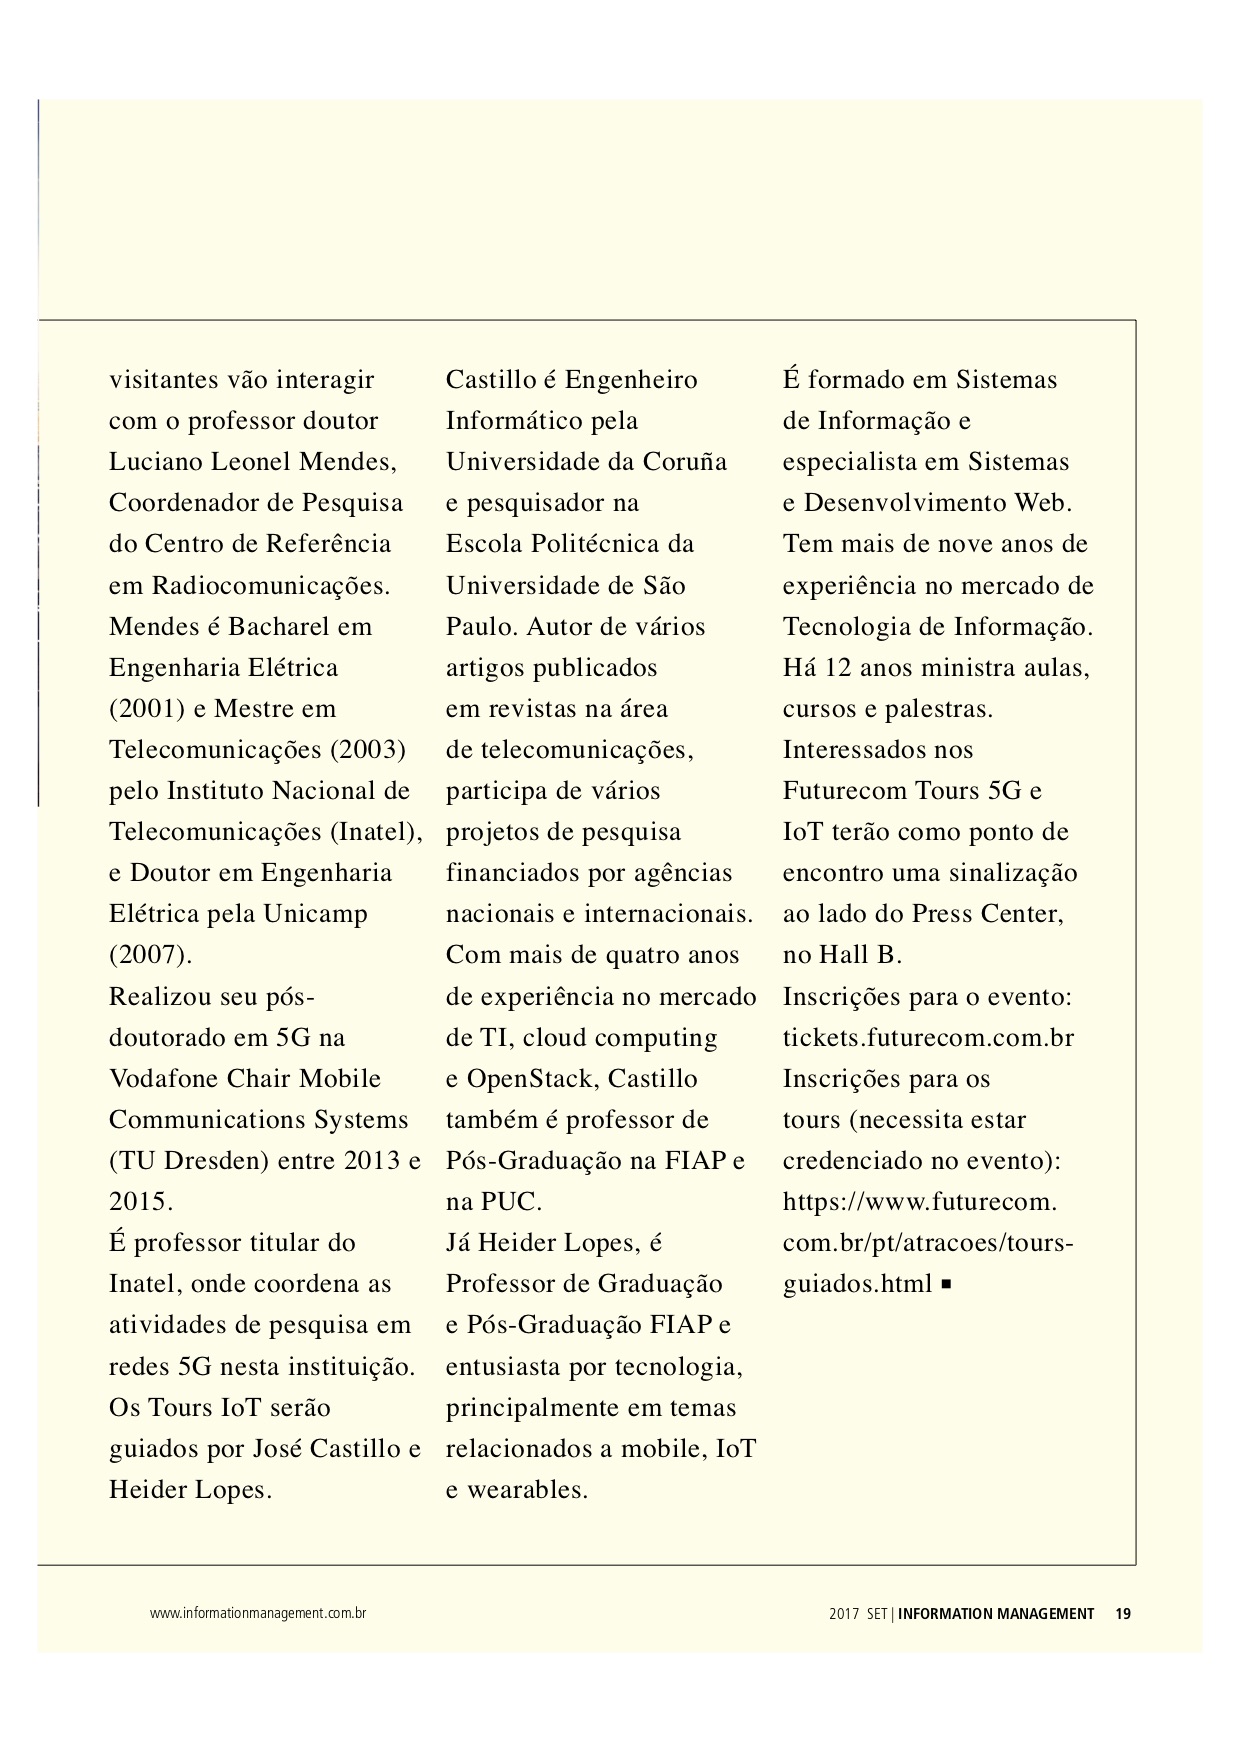 visitantes vão interagir
com o professor doutor
Luciano Leonel Mendes,
Coordenador de Pesquisa
do Centro de Referência
em Radiocomunicações.
Mendes é Bacharel em
Engenharia Elétrica
(2001) e Mestre em
Telecomunicações (2003)
pelo Instituto Nacional de
Telecomunicações (Inatel),
e Doutor em Engenharia
Elétrica pela Unicamp
(2007).
Realizou seu pós-
doutorado em 5G na
Vodafone Chair Mobile
Communications Systems
(TU Dresden) entre 2013 e
2015.
É professor titular do
Inatel, onde coordena as
atividades de pesquisa em
redes 5G nesta instituição.
Os Tours IoT serão
guiados por José Castillo e
Heider Lopes.
Castillo é Engenheiro
Informático pela
Universidade da Coruña
e pesquisador na
Escola Politécnica da
Universidade de São
Paulo. Autor de vários
artigos publicados
em revistas na área
de telecomunicações,
participa de vários
projetos de pesquisa
financiados por agências
nacionais e internacionais.
Com mais de quatro anos
de experiência no mercado
de TI, cloud computing
e OpenStack, Castillo
também é professor de
Pós-Graduação na FIAP e
na PUC.
Já Heider Lopes, é
Professor de Graduação
e Pós-Graduação FIAP e
entusiasta por tecnologia,
principalmente em temas
relacionados a mobile, IoT
e wearables.
É formado em Sistemas
de Informação e
especialista em Sistemas
e Desenvolvimento Web.
Tem mais de nove anos de
experiência no mercado de
Tecnologia de Informação.
Há 12 anos ministra aulas,
cursos e palestras.
Interessados nos
Futurecom Tours 5G e
IoT terão como ponto de
encontro uma sinalização
ao lado do Press Center,
no Hall B.
Inscrições para o evento:
tickets.futurecom.com.br
Inscrições para os
tours (necessita estar
credenciado no evento):
https://www.futurecom.
com.br/pt/atracoes/tours-
guiados.html ■
www.informationmanagement.com.br
2017 SET | INFORMATION MANAGEMENT 19